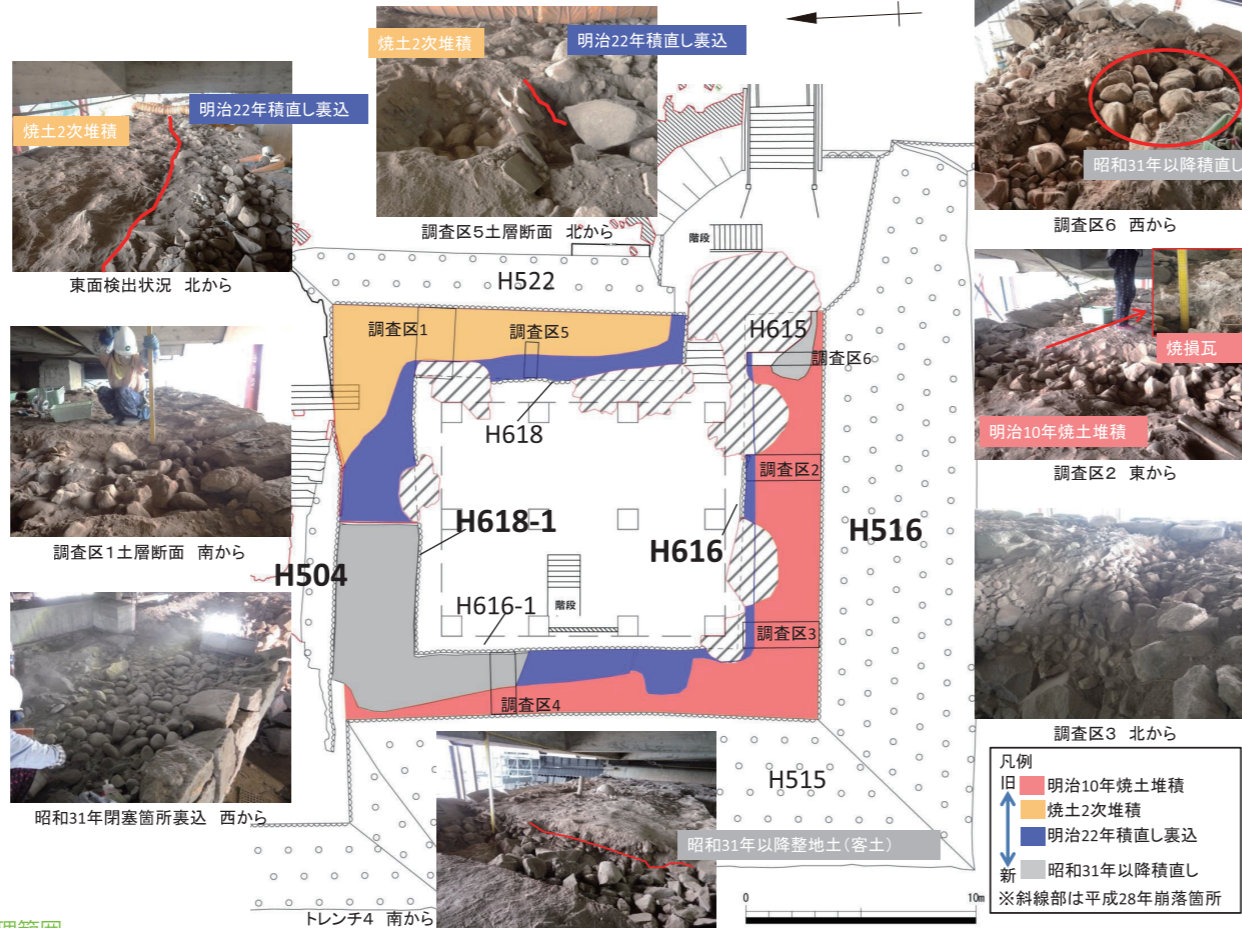 焼土2次堆積
明治22年積直し裏込
東面検出状況 北から
焼土2次堆積
明治22年積直し裏込
調査区5土層断面 北から
昭和31年以降積直し
調査区6 西から
焼損瓦
明治10年焼土堆積
調査区2 東から
調査区1土層断面 南から
昭和31年閉塞箇所裏込 西から
調査区3 北から
昭和31年以降整地土(客土)
トレンチ4 南から
階段
H522
調査区1
調査区5
H615
調査区6
H618
調査区2
H618-1
H616
H516
H504
H616-1
階段
調査区3
調査区4
H515
凡例
旧
明治10年焼土堆積
焼土2次堆積
明治22年積直し裏込
新
昭和31年以降積直し
※斜線部は平成28年崩落箇所
0
10m